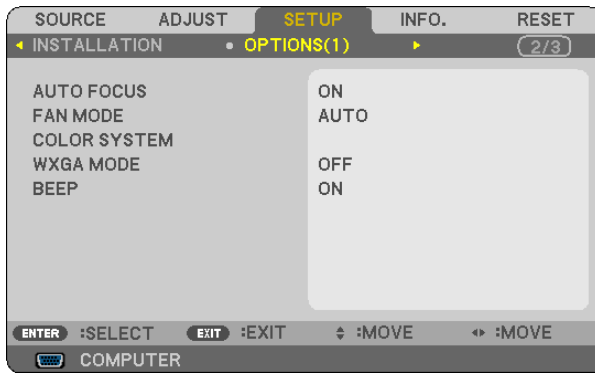 SOURCE ADJUST SETUP INFO. RESET
INSTALLATION OPTIONS(1) 2/3
AUTO FOCUS ON
FAN MODE AUTO
COLOR SYSTEM
WXGA MODE OFF
BEEP ON
ENTER :SELECT EXIT :EXIT :MOVE :MOVE
COMPUTER